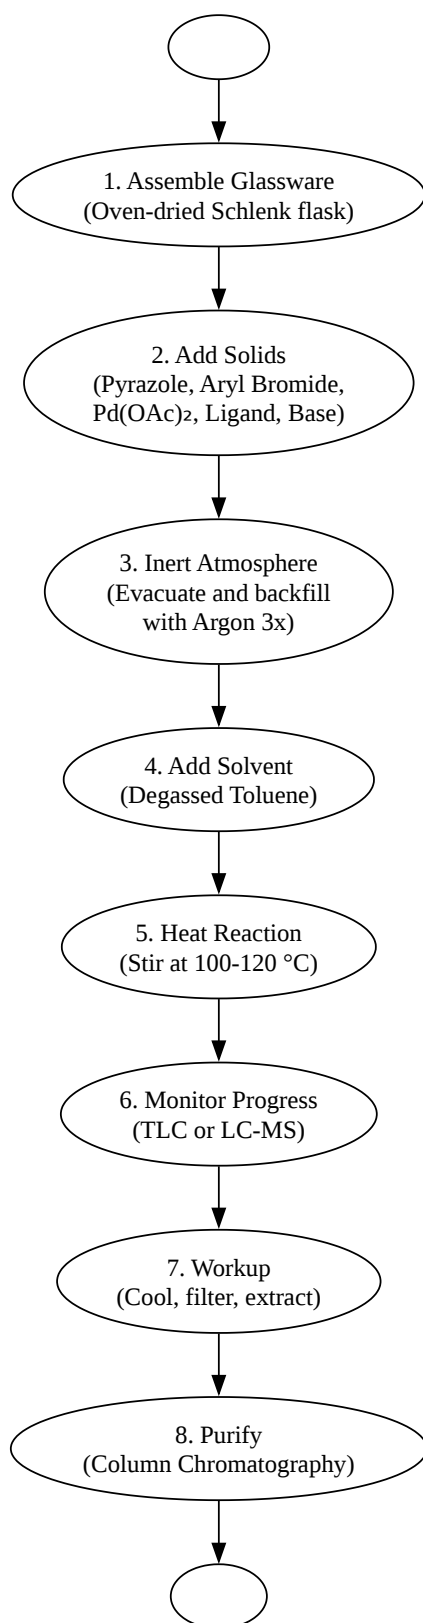 1. Assemble Glassware
(Oven-dried Schlenk flask)
2. Add Solids
(Pyrazole, Aryl Bromide,
Pd(OAc)₂, Ligand, Base)
3. Inert Atmosphere
(Evacuate and backfill
with Argon 3x)
4. Add Solvent
(Degassed Toluene)
5. Heat Reaction
(Stir at 100-120 °C)
6. Monitor Progress
(TLC or LC-MS)
7. Workup
(Cool, filter, extract)
8. Purify
(Column Chromatography)